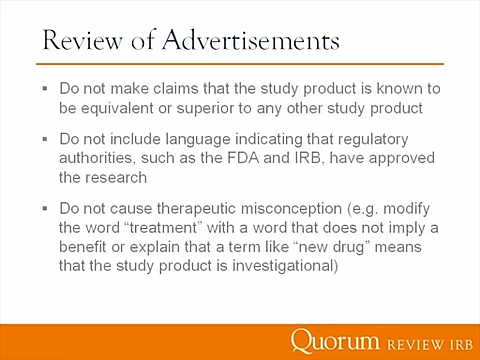 Review of Advertisements
▪ Do not make claims that the study product is known to
be equivalent or superior to any other study product
▪ Do not include language indicating that regulatory
authorities, such as the FDA and IRB, have approved
the research
▪ Do not cause therapeutic misconception (e.g. modify
the word “treatment” with a word that does not imply a
benefit or explain that a term like “new drug” means
that the study product is investigational)
Quorum REVIEW IRB